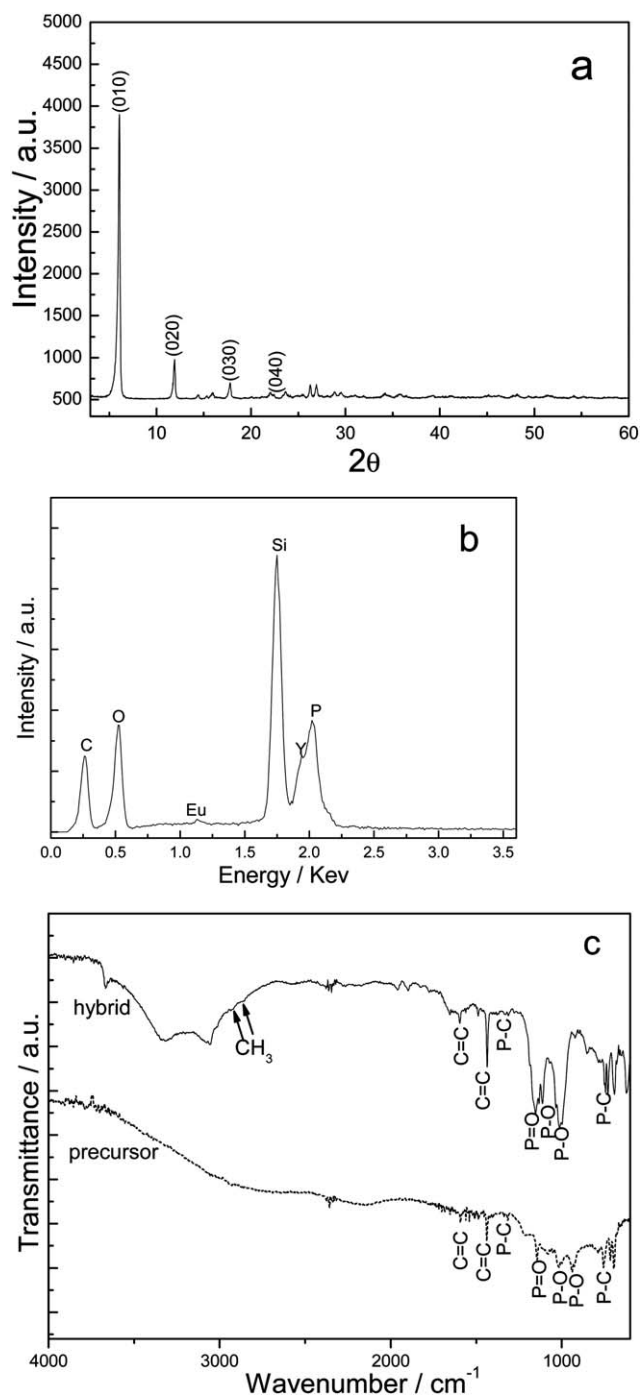 a
5000
4500
4000
3500
3000
2500
2000
1500
1000
500
Intensity / a.u.
(010)
(020)
(030)
(040)
10 20 30 40 50 60
2θ
b
Intensity / a.u.
C
O
Eu
Si
Y
P
0.0 0.5 1.0 1.5 2.0 2.5 3.0 3.5
Energy / Kev
c
Transmittance / a.u.
hybrid
CH3
C=C
C=C
P-C
P=O
P-O
P-O
P-C
precursor
C=C
C=C
P-C
P=O
P-O
P-O
P-C
4000 3000 2000 1000
Wavenumber / cm-1